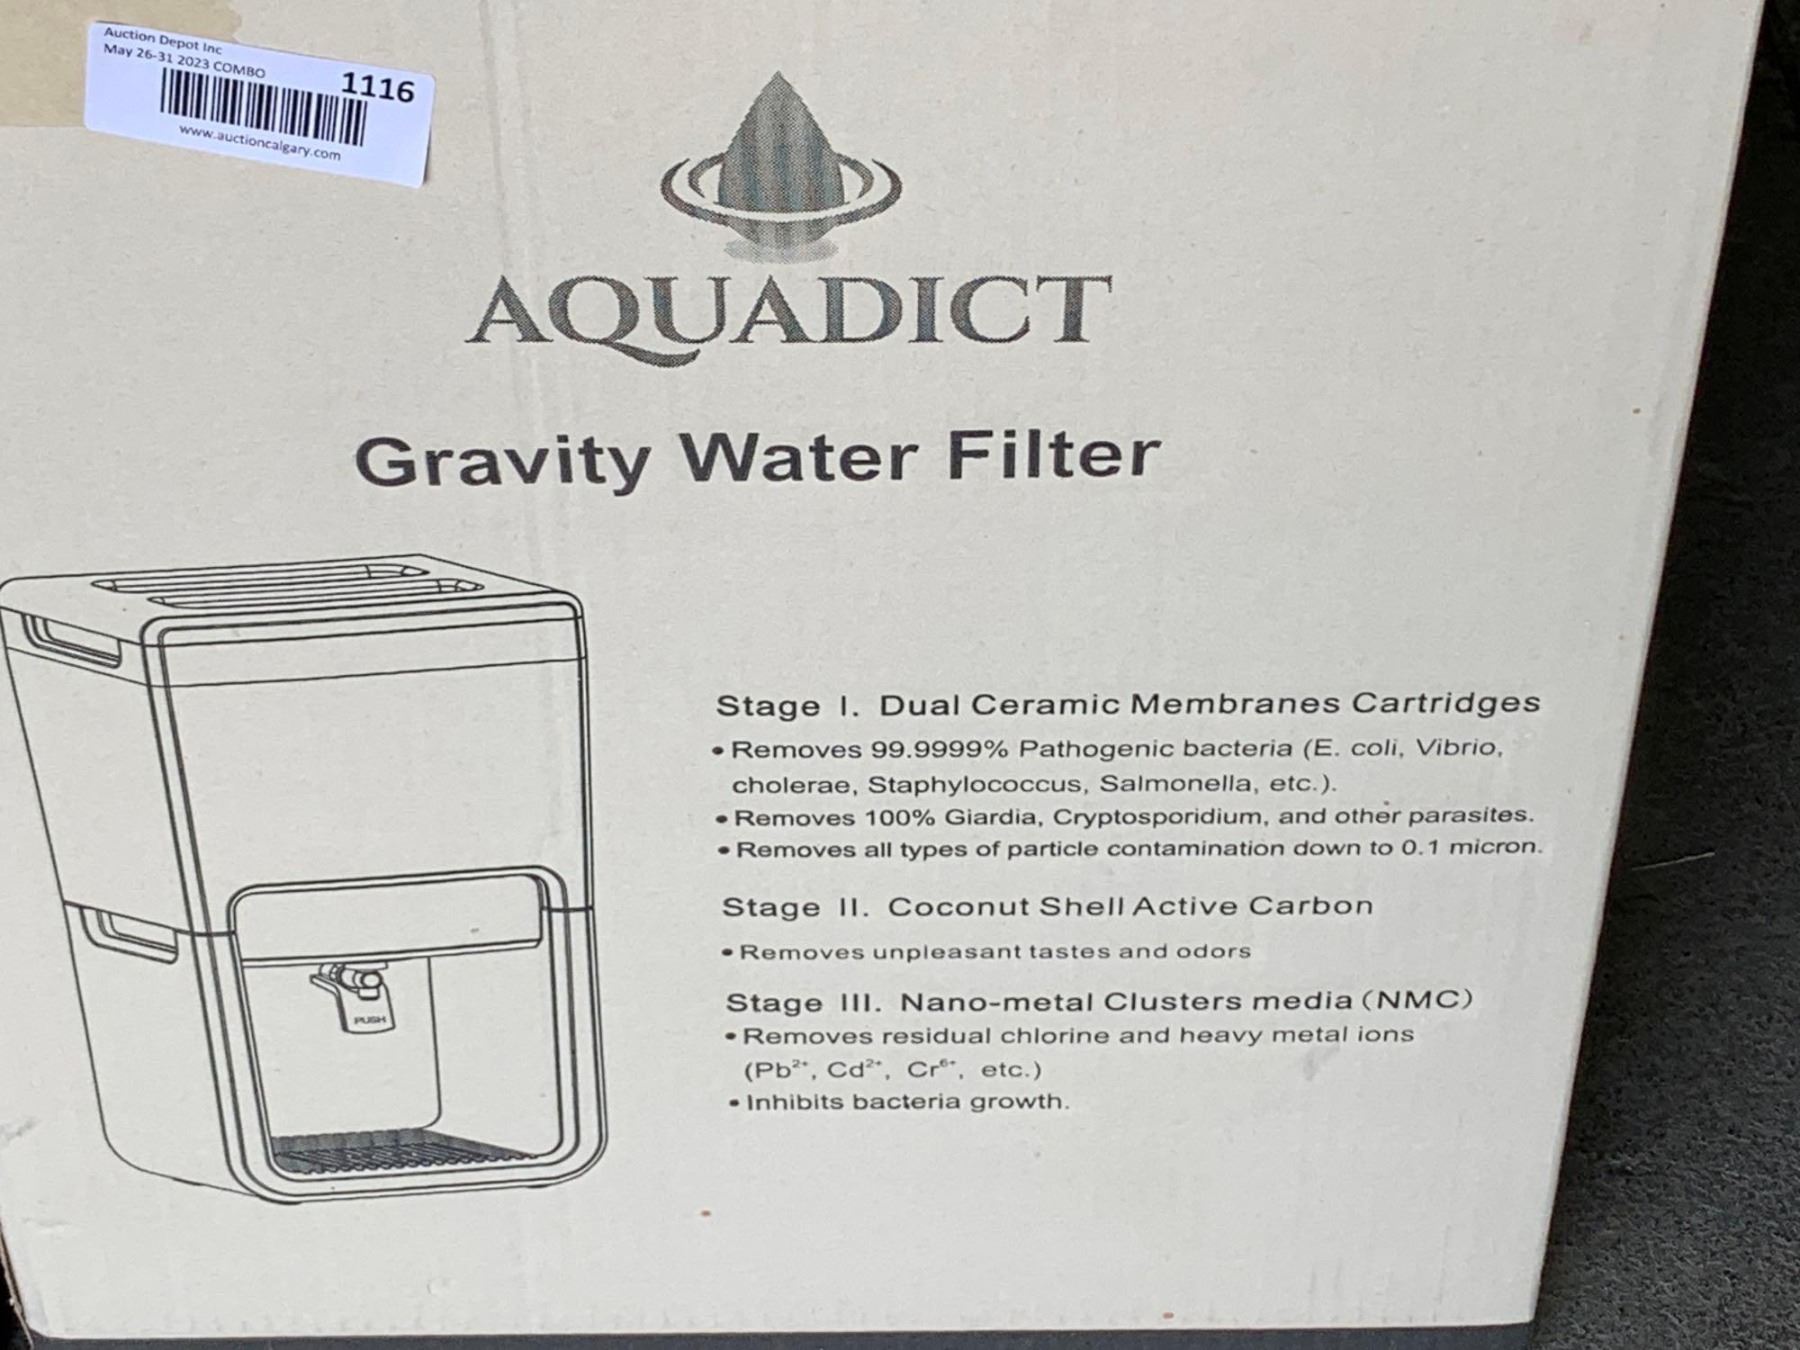 Auction Depot Inc
May 26-31 2023 COMBO
1116
www.auctioncalgary.com
AQUADICT
Gravity Water Filter
PUSH
Stage I. Dual Ceramic Membranes Cartridges
• Removes 99.9999% Pathogenic bacteria (E. coli, Vibrio,
cholerae, Staphylococcus, Salmonella, etc.).
• Removes 100% Giardia, Cryptosporidium, and other parasites.
• Removes all types of particle contamination down to 0.1 micron.
Stage II. Coconut Shell Active Carbon
• Removes unpleasant tastes and odors
Stage III. Nano-metal Clusters media (NMC)
• Removes residual chlorine and heavy metal ions
(Pb²⁺, Cd²⁺, Cr⁶⁺, etc.)
• Inhibits bacteria growth.